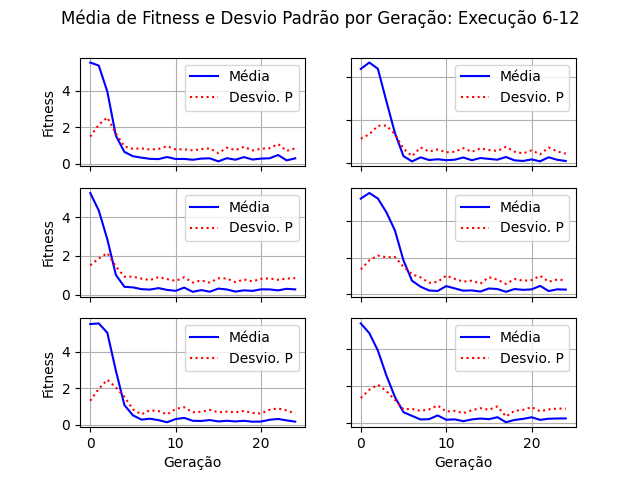 Média de Fitness e Desvio Padrão por Geração: Execução 6-12
Fitness
4
2
0
Média
Desvio. P
Média
Desvio. P
Fitness
4
2
0
Média
Desvio. P
Média
Desvio. P
Fitness
4
2
0
Média
Desvio. P
Média
Desvio. P
0
10
20
0
10
20
Geração
Geração